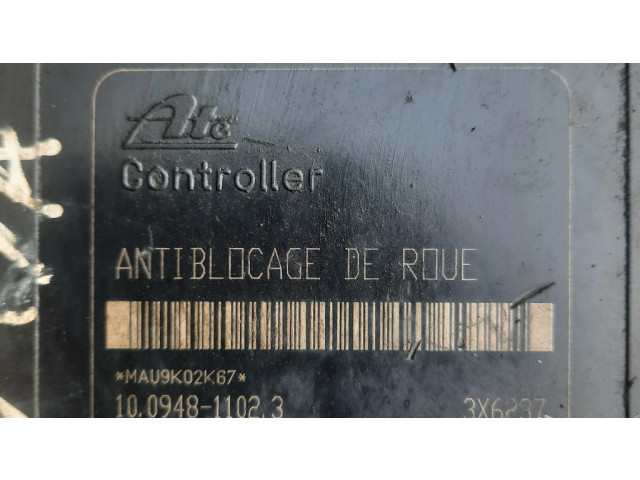 Ate
Controller
ANTIBLOCAGE DE ROUE
*MAU9K02K67*
10.0948-1102.3 3X6237